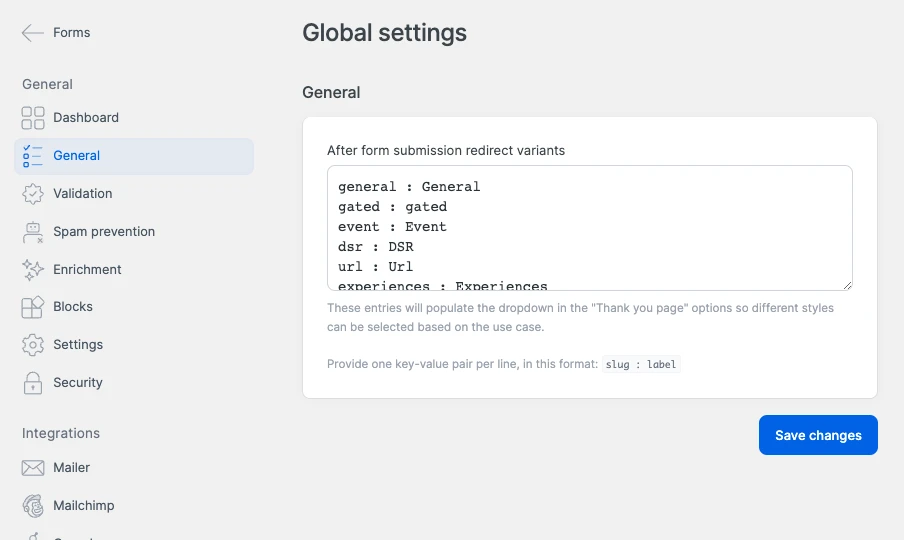 Forms
General
Dashboard
General
Validation
Spam prevention
Enrichment
Blocks
Settings
Security
Integrations
Mailer
Mailchimp
Global settings
General
After form submission redirect variants
general : General
gated : gated
event : Event
dsr : DSR
url : Url
experiences : Experiences
These entries will populate the dropdown in the "Thank you page" options so different styles
can be selected based on the use case.
Provide one key-value pair per line, in this format: slug : label
Save changes